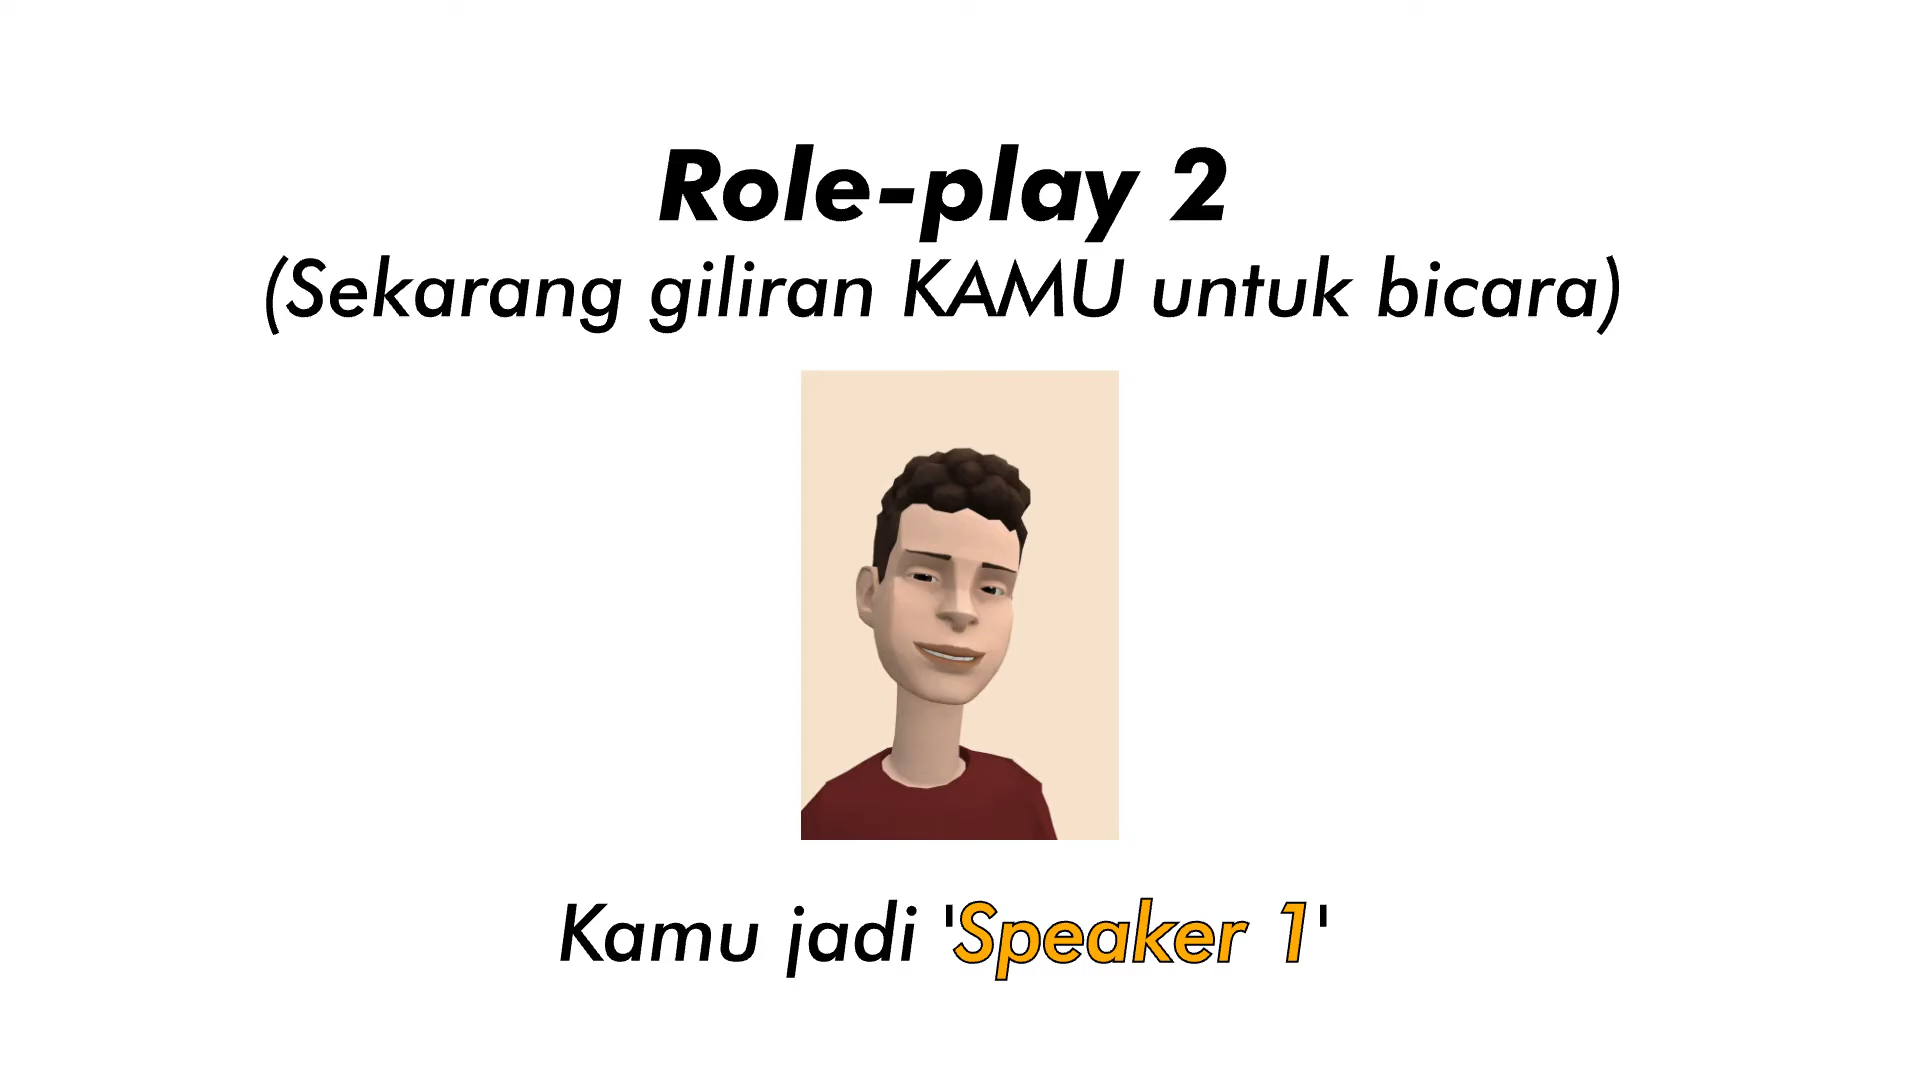 Role-play 2
(Sekarang giliran KAMU untuk bicara)
Kamu jadi 'Speaker 1'